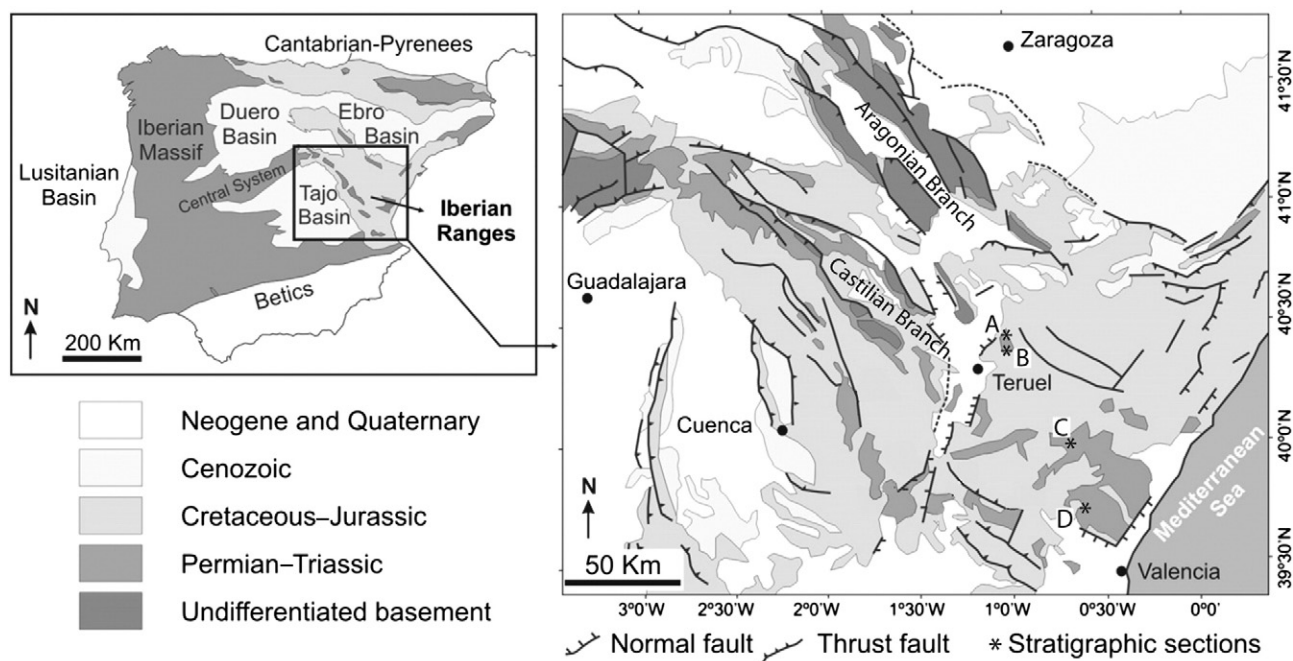 Cantabrian-Pyrenees
Duero
Basin
Ebro
Basin
Iberian
Massif
Lusitanian
Basin
Central System
Tajo
Basin
Iberian
Ranges
Betics
N
200 Km
Neogene and Quaternary
Cenozoic
Cretaceous–Jurassic
Permian–Triassic
Undifferentiated basement
Zaragoza
Aragonian Branch
Castilian Branch
Guadalajara
A
B
Teruel
Cuenca
C
D
N
50 Km
Mediterranean
Sea
Valencia
41°30'N
41°0'N
40°30'N
40°0'N
39°30'N
3°0'W
2°30'W
2°0'W
1°30'W
1°0'W
0°30'W
0°0'
Normal fault
Thrust fault
* Stratigraphic sections